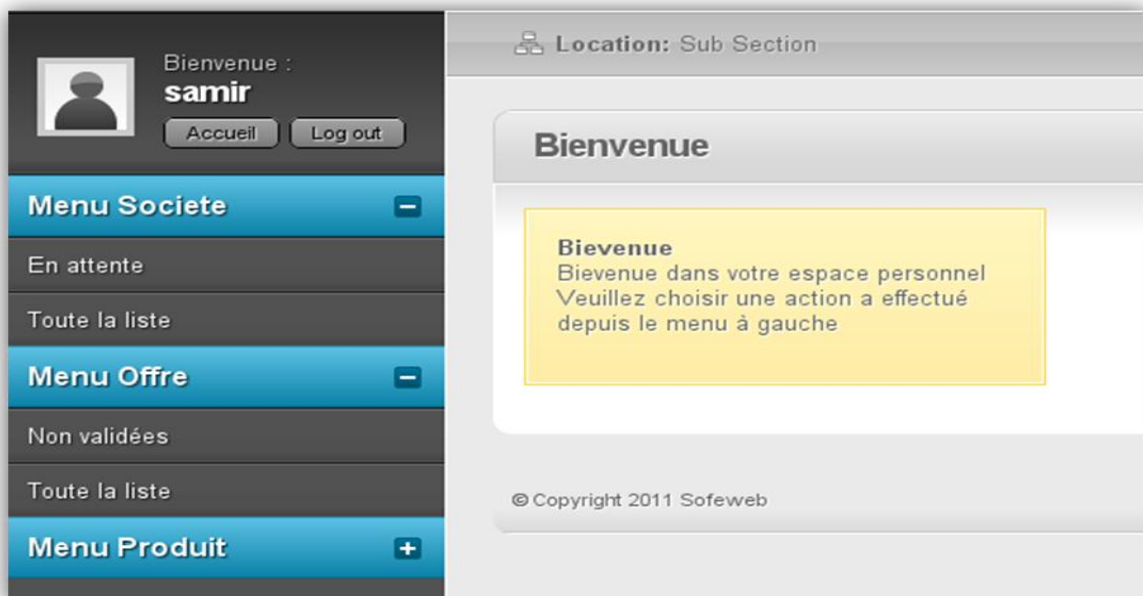 Bienvenue :
samir
Accueil
Log out
Menu Societe
En attente
Toute la liste
Menu Offre
Non validées
Toute la liste
Menu Produit
Location: Sub Section
Bienvenue
Bievenue
Bievenue dans votre espace personnel
Veuillez choisir une action a effectué
depuis le menu à gauche
© Copyright 2011 Sofeweb